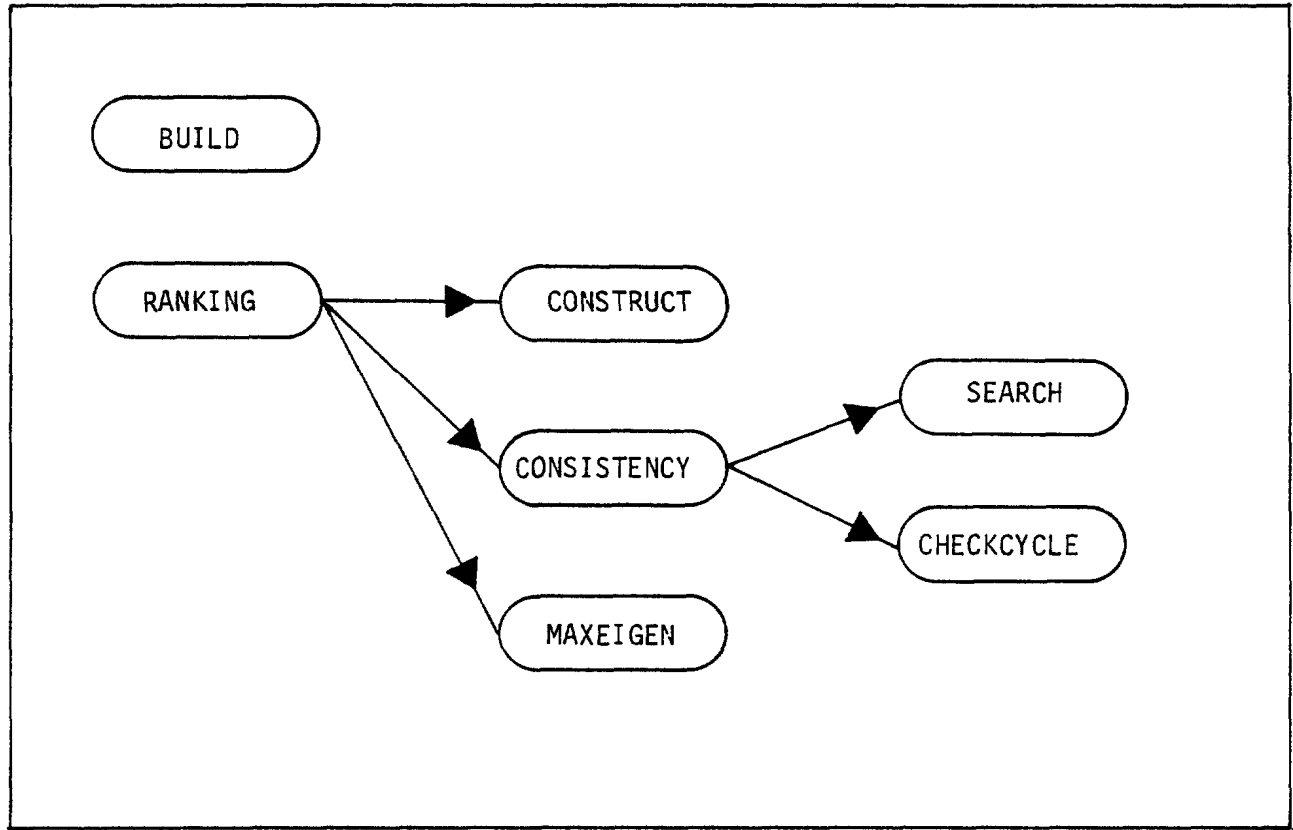 BUILD
RANKING
CONSTRUCT
SEARCH
CONSISTENCY
CHECKCYCLE
MAXEIGEN